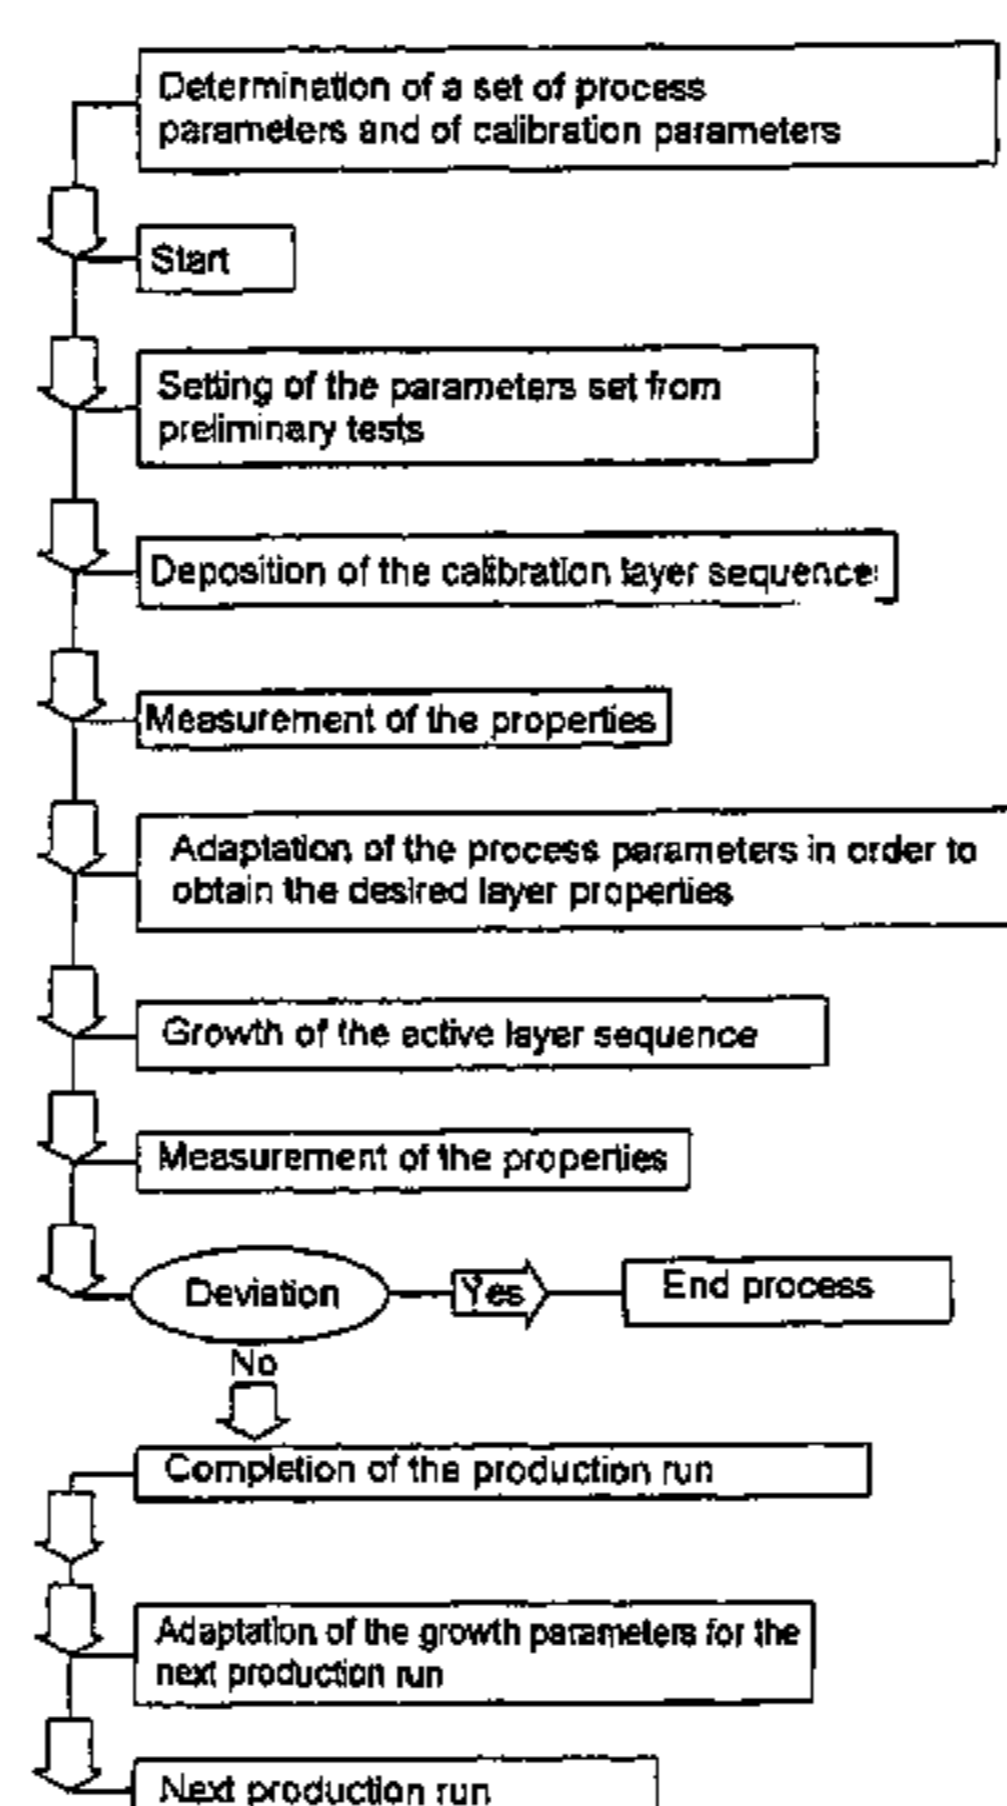 Determination of a set of process
parameters and of calibration parameters
Start
Setting of the parameters set from
preliminary tests
Deposition of the calibration layer sequence
Measurement of the properties
Adaptation of the process parameters in order to
obtain the desired layer properties
Growth of the active layer sequence
Measurement of the properties
Deviation
Yes
End process
No
Completion of the production run
Adaptation of the growth parameters for the
next production run
Next production run